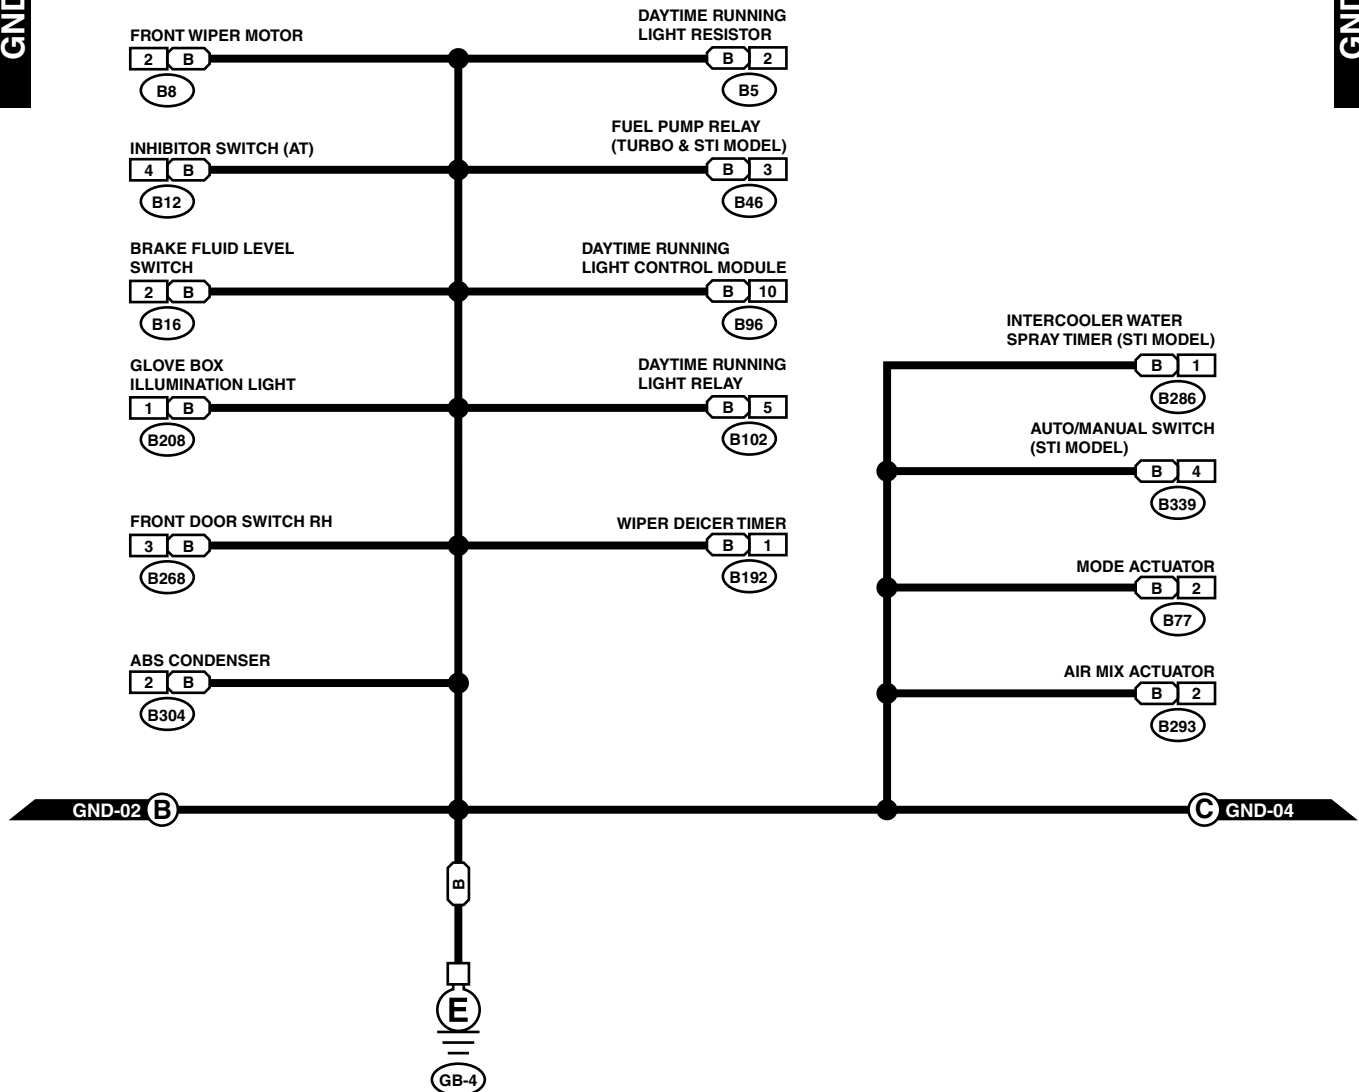 GND
GND
FRONT WIPER MOTOR
2 B
B8
DAYTIME RUNNING
LIGHT RESISTOR
B 2
B5
INHIBITOR SWITCH (AT)
4 B
B12
FUEL PUMP RELAY
(TURBO & STI MODEL)
B 3
B46
BRAKE FLUID LEVEL
SWITCH
2 B
B16
DAYTIME RUNNING
LIGHT CONTROL MODULE
B 10
B96
GLOVE BOX
ILLUMINATION LIGHT
1 B
B208
DAYTIME RUNNING
LIGHT RELAY
B 5
B102
FRONT DOOR SWITCH RH
3 B
B268
WIPER DEICER TIMER
B 1
B192
ABS CONDENSER
2 B
B304
INTERCOOLER WATER
SPRAY TIMER (STI MODEL)
B 1
B286
AUTO/MANUAL SWITCH
(STI MODEL)
B 4
B339
MODE ACTUATOR
B 2
B77
AIR MIX ACTUATOR
B 2
B293
GND-02 B
C GND-04
B
E
GB-4